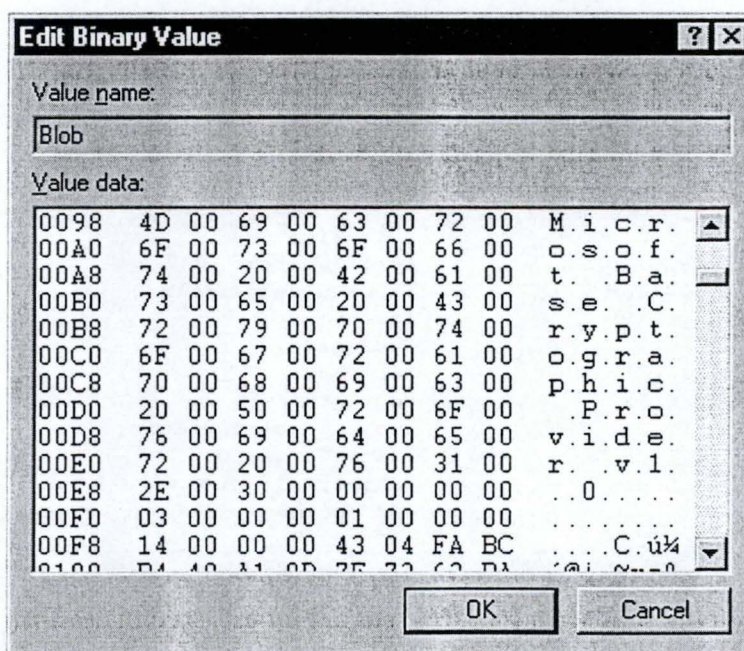 Edit Binary Value
Value name:
Blob
Value data:
0098 4D 00 69 00 63 00 72 00 M.i.c.r.
00A0 6F 00 73 00 6F 00 66 00 o.s.o.f.
00A8 74 00 20 00 42 00 61 00 t. B.a.
00B0 73 00 65 00 20 00 43 00 s.e. .C.
00B8 72 00 79 00 70 00 74 00 r.y.p.t.
00C0 6F 00 67 00 72 00 61 00 o.g.r.a.
00C8 70 00 68 00 69 00 63 00 p.h.i.c.
00D0 20 00 50 00 72 00 6F 00 .P.r.o.
00D8 76 00 69 00 64 00 65 00 v.i.d.e.
00E0 72 00 20 00 76 00 31 00 r. v.1.
00E8 2E 00 30 00 00 00 00 00 ..0.....
00F0 03 00 00 00 01 00 00 00 ........
00F8 14 00 00 00 43 04 FA BC ....C.ú¼
OK
Cancel